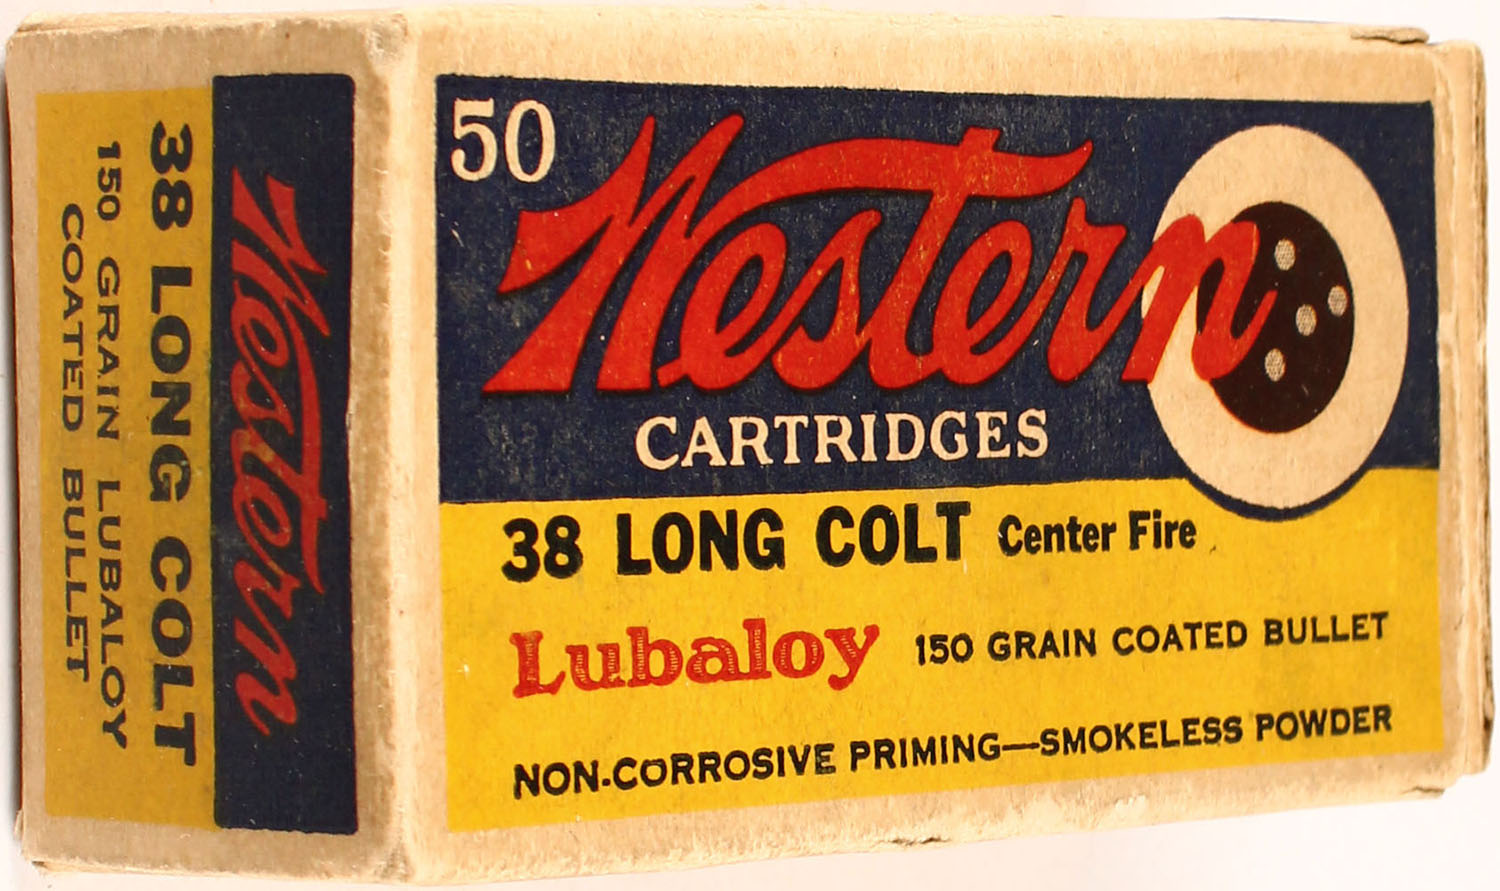 50
Western
CARTRIDGES
38 LONG COLT Center Fire
Lubaloy 150 GRAIN COATED BULLET
NON-CORROSIVE PRIMING—SMOKELESS POWDER
Western
38 LONG COLT
150 GRAIN LUBALOY
COATED BULLET